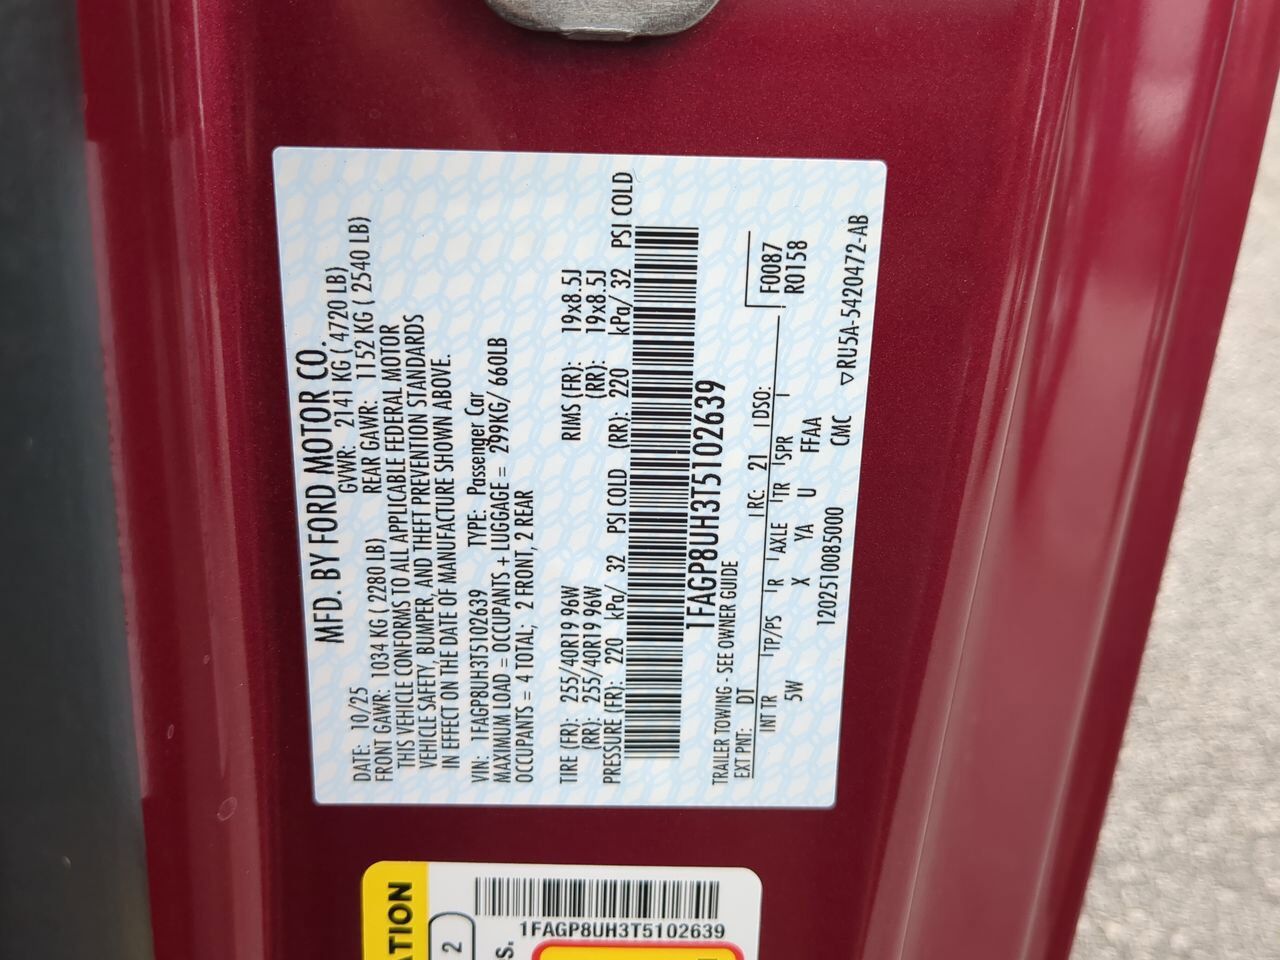 MFD. BY FORD MOTOR CO.
DATE: 10/25 GVWR: 2141 KG ( 4720 LB)
FRONT GAWR: 1034 KG ( 2280 LB) REAR GAWR: 1152 KG ( 2540 LB)
THIS VEHICLE CONFORMS TO ALL APPLICABLE FEDERAL MOTOR
VEHICLE SAFETY, BUMPER, AND THEFT PREVENTION STANDARDS
IN EFFECT ON THE DATE OF MANUFACTURE SHOWN ABOVE.
VIN: 1FAGP8UH3T5102639 TYPE: Passenger Car
MAXIMUM LOAD = OCCUPANTS + LUGGAGE = 299KG/ 660LB
OCCUPANTS = 4 TOTAL; 2 FRONT, 2 REAR
TIRE (FR): 255/40R19 96W RIMS (FR): 19x8.5J
(RR): 255/40R19 96W (RR): 19x8.5J
PRESSURE (FR): 220 kPa/ 32 PSI COLD (RR): 220 kPa/ 32 PSI COLD
1FAGP8UH3T5102639
TRAILER TOWING - SEE OWNER GUIDE
EXT PNT: DT RC: 21 DSO: F0087
INT TR TP/PS R AXLE TR SPR R0158
5W X YA U FFAA
1202510085000 CMC ▽RU5A-5420472-AB
1FAGP8UH3T5102639
2